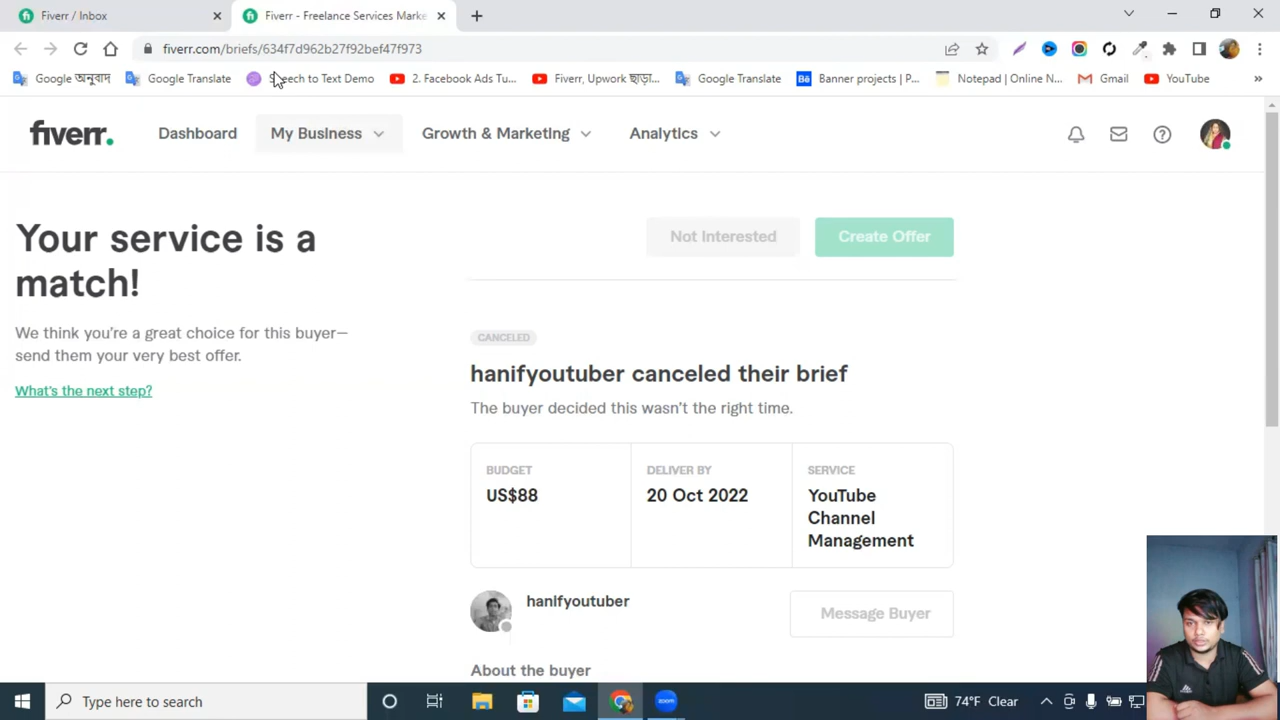 Fiverr / Inbox
Fiverr - Freelance Services Marke
fiverr.com/briefs/634f7d962b27f92bef47f973
Google অনুবাদ
Google Translate
Speech to Text Demo
2. Facebook Ads Tu...
Fiverr, Upwork ছাড়া...
Google Translate
Bē
Banner projects | P...
Notepad | Online N...
Gmail
YouTube
»
fiverr.
Dashboard
My Business
Growth & Marketing
Analytics
Your service is a
match!
We think you're a great choice for this buyer—
send them your very best offer.
What's the next step?
Not Interested
Create Offer
CANCELED
hanifyoutuber canceled their brief
The buyer decided this wasn't the right time.
BUDGET
US$88
DELIVER BY
20 Oct 2022
SERVICE
YouTube
Channel
Management
hanifyoutuber
Message Buyer
About the buyer
Type here to search
zoom
74°F Clear